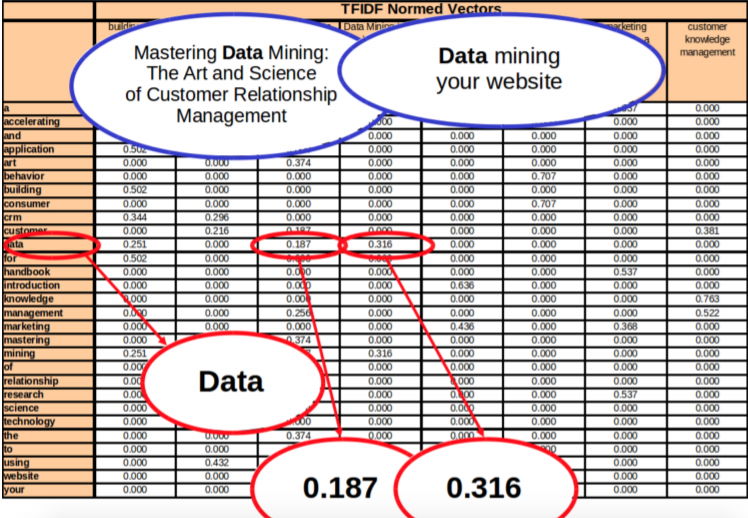 TFIDF Normed Vectors
Data Mining customer
knowledge
a management
Mastering Data Mining:
The Art and Science
of Customer Relationship
Management
Data mining
your website
a 0.000
accelerating 0.000 0.000
and 0.000 0.000 0.000 0.000 0.000
application 0.502 0.000 0.000 0.000 0.000 0.000
art 0.000 0.000 0.374 0.000 0.000 0.000 0.000 0.000
behavior 0.000 0.000 0.000 0.000 0.000 0.707 0.000 0.000
building 0.502 0.000 0.000 0.000 0.000 0.000 0.000 0.000
consumer 0.000 0.000 0.000 0.000 0.000 0.707 0.000 0.000
crm 0.344 0.296 0.000 0.000 0.000 0.000 0.000 0.000
customer 0.000 0.216 0.187 0.000 0.000 0.000 0.000 0.381
data 0.251 0.000 0.187 0.316 0.000 0.000 0.000 0.000
for 0.502 0.000 0.000 0.000 0.000 0.000 0.000 0.000
handbook 0.000 0.000 0.000 0.000 0.000 0.000 0.537 0.000
introduction 0.000 0.000 0.000 0.000 0.636 0.000 0.000 0.000
knowledge 0.000 0.000 0.000 0.000 0.000 0.000 0.000 0.763
management 0.000 0.000 0.256 0.000 0.000 0.000 0.000 0.522
marketing 0.000 0.000 0.000 0.000 0.436 0.000 0.368 0.000
mastering 0.000 0.374 0.000 0.000 0.000 0.000 0.000
mining 0.251 0.316 0.000 0.000 0.000 0.000
of 0.000 0.000 0.000 0.000 0.000
relationship 0.000 0.000 0.000 0.000 0.000
research 0.000 0.000 0.000 0.537 0.000
science 0.000 0.000 0.000 0.000 0.000
technology 0.000 0.000 0.000 0.000 0.000 0.000
the 0.000 0.000 0.374 0.000 0.000 0.000 0.000 0.000
to 0.000 0.000 0.000 0.000
using 0.000 0.432 0.000 0.000
website 0.000 0.000 0.000 0.000
your 0.000 0.000 0.000 0.000
Data
0.187
0.316